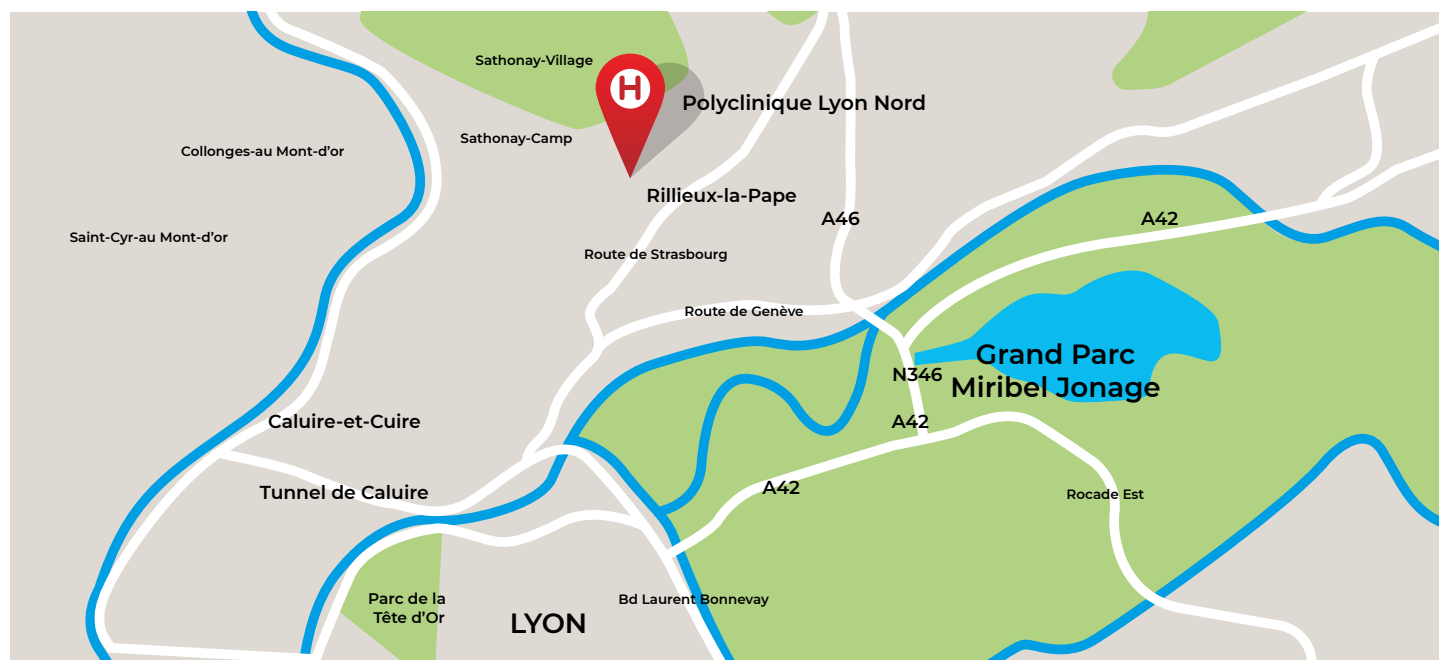 Sathonay-Village
H
Polyclinique Lyon Nord
Sathonay-Camp
Collonges-au Mont-d’or
Rillieux-la-Pape
A46
A42
Saint-Cyr-au Mont-d’or
Route de Strasbourg
Route de Genève
Grand Parc
Miribel Jonage
N346
A42
Caluire-et-Cuire
Tunnel de Caluire
A42
Rocade Est
Parc de la
Tête d’Or
Bd Laurent Bonnevay
LYON